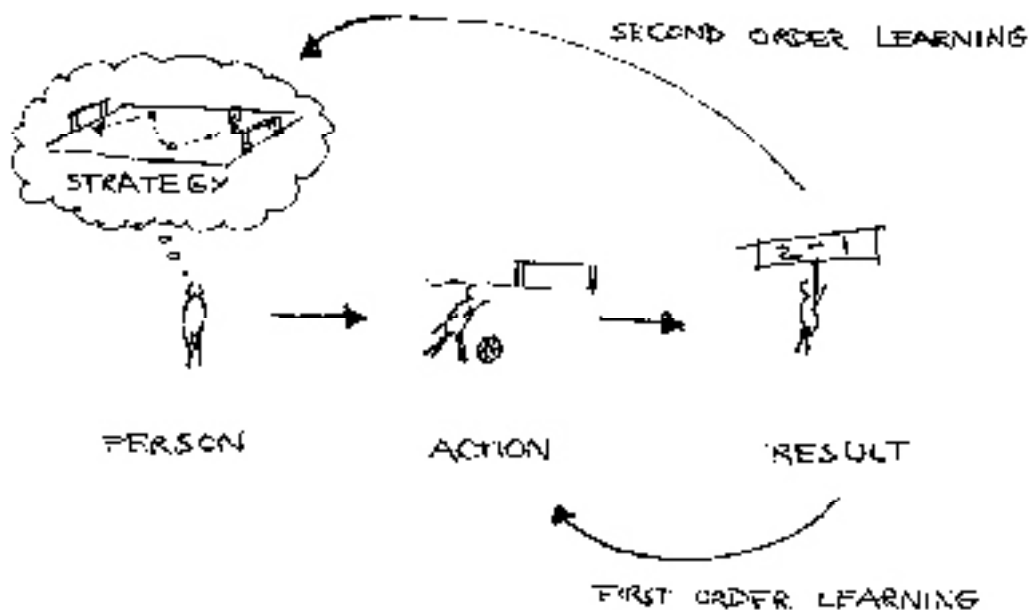 SECOND ORDER LEARNING
STRATEGY
2-1
PERSON
ACTION
RESULT
FIRST ORDER LEARNING